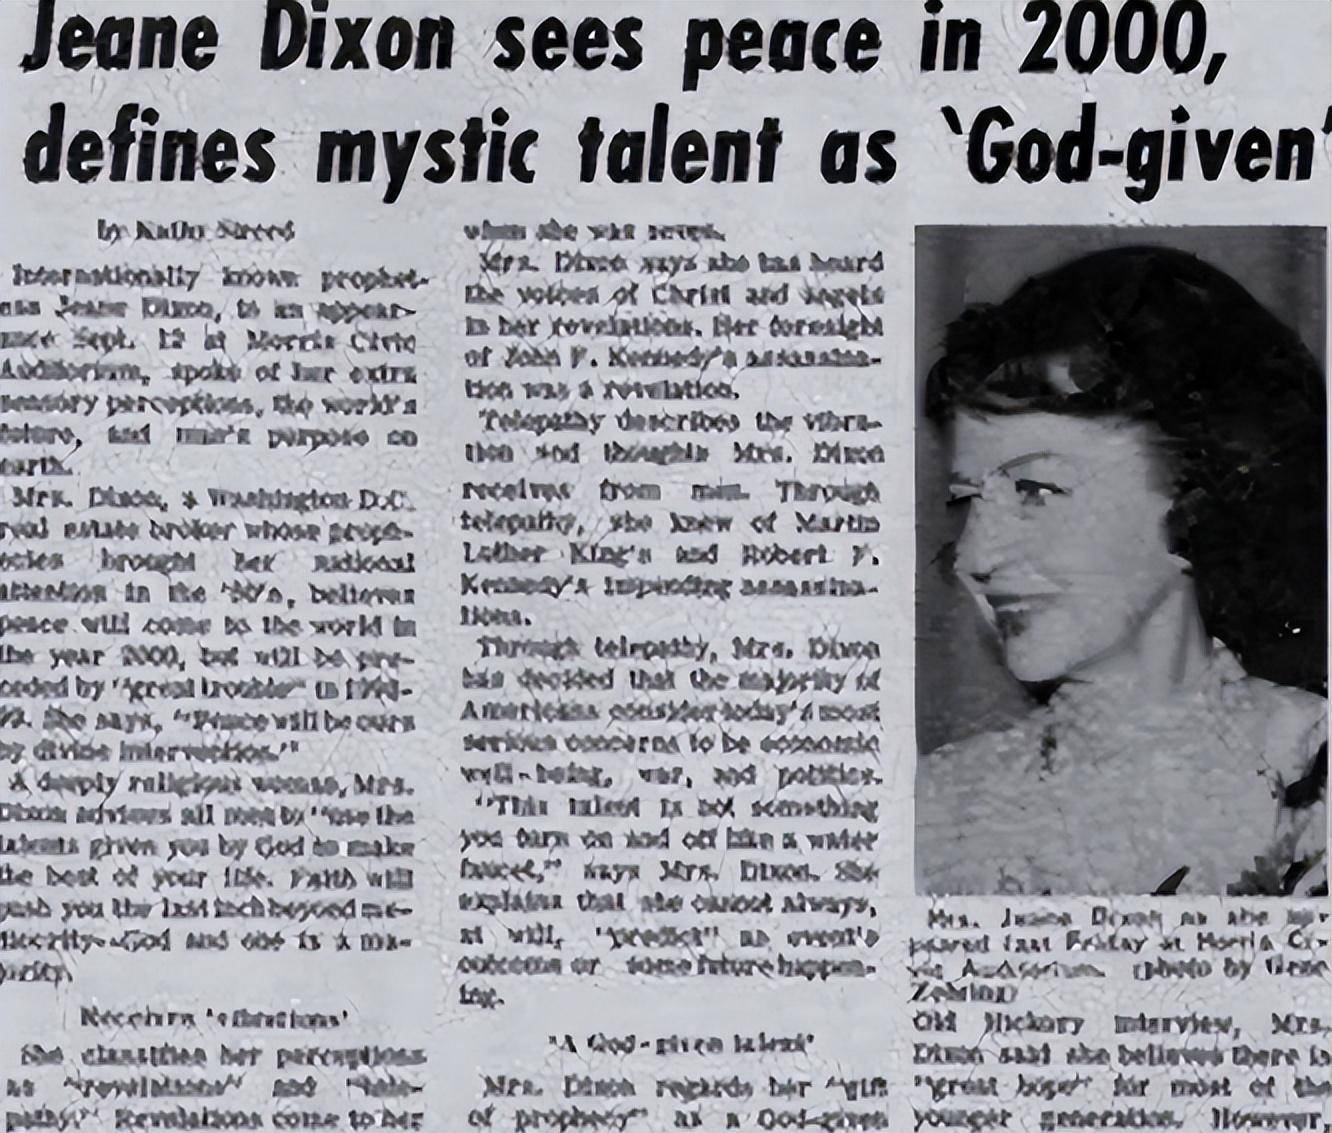 Jeane Dixon sees peace in 2000,
defines mystic talent as 'God-given'
by
Internationally known prophet-
ess Jeane Dixon, in an appear-
ance Sept. 12 at Morris Civic
Auditorium, spoke of her extra
sensory perceptions, the world's
future, and man's purpose on
earth.
Mrs. Dixon, a Washington D.C.
real estate broker whose proph-
ecies brought her national
attention in the believes
peace will come to the world in
the year 2000, but will be pre-
ceded by "great trouble" in
She says, "Peace will be ours
by divine intervention."
A deeply religious woman, Mrs.
Dixon advises all men to "use the
talents given you by God to make
the best of your life. Faith will
push you the last inch beyond me-
diocrity--God and one is a ma-
jority.
Receives 'vibrations'
She classifies her perceptions
as "revelations" and "tele-
pathy." Revelations come to her
when she was seven.
Mrs. Dixon says she has heard
the voices of Christ and angels
in her revelations. Her foresight
of John F. Kennedy's assassina-
tion was a revelation.
Telepathy describes the vibra-
tion and thoughts Mrs. Dixon
receives from men. Through
telepathy, she knew of Martin
Luther King's and Robert F.
Kennedy's impending assassina-
tions.
Through telepathy, Mrs. Dixon
has decided that the majority of
Americans consider today's most
serious concerns to be economic
well-being, war, and politics.
"This talent is not something
you turn on and off like a water
faucet," says Mrs. Dixon. She
explains that she cannot always,
at will, "predict" an event's
outcome or some future happen-
ing.
'A God-given talent'
Mrs. Dixon regards her "gift
of prophecy" as a God-given
Mrs. Jeane Dixon as she ap-
peared last Friday at Morris Ci-
vic Auditorium. (photo by Gene
Old Hickory interview, Mrs.
Dixon said she believes there is
"great hope" for most of the
younger generation. However,